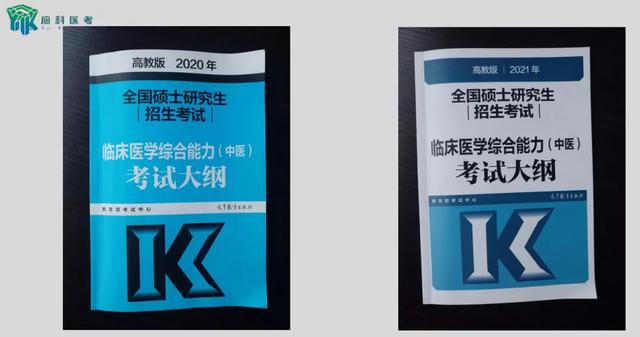 应科医考
高教版 2020年
全国硕士研究生
招生考试
临床医学综合能力（中医）
考试大纲
教育部考试中心
高等教育出版社
高教版 2021年
全国硕士研究生
招生考试
临床医学综合能力（中医）
考试大纲
教育部考试中心
高等教育出版社